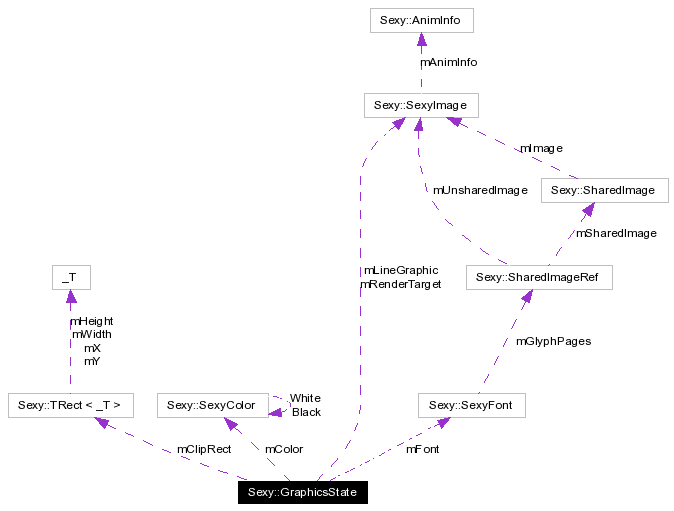 Sexy::AnimInfo
mAnimInfo
Sexy::SexyImage
mImage
mUnsharedImage
Sexy::SharedImage
mSharedImage
mLineGraphic
mRenderTarget
_T
Sexy::SharedImageRef
mHeight
mWidth
mX
mY
mGlyphPages
Sexy::TRect < _T >
Sexy::SexyColor
White
Black
Sexy::SexyFont
mClipRect
mColor
mFont
Sexy::GraphicsState